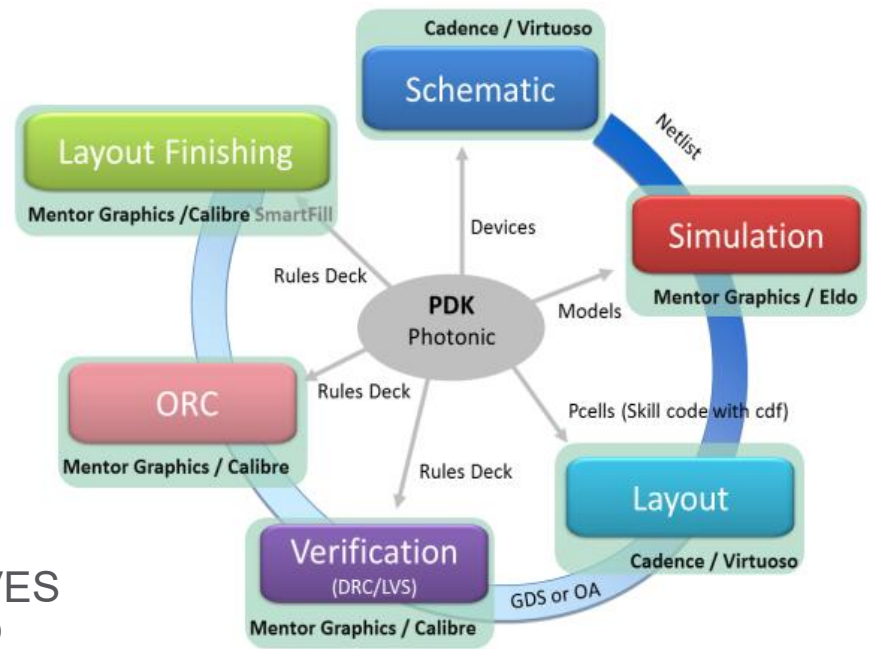 Cadence / Virtuoso
Schematic
Netlist
Layout Finishing
Mentor Graphics /Calibre SmartFill
Devices
Simulation
Mentor Graphics / Eldo
Rules Deck
PDK
Photonic
Models
ORC
Mentor Graphics / Calibre
Rules Deck
Pcells (Skill code with cdf)
Rules Deck
Layout
Cadence / Virtuoso
Verification
(DRC/LVS)
Mentor Graphics / Calibre
GDS or OA
VES